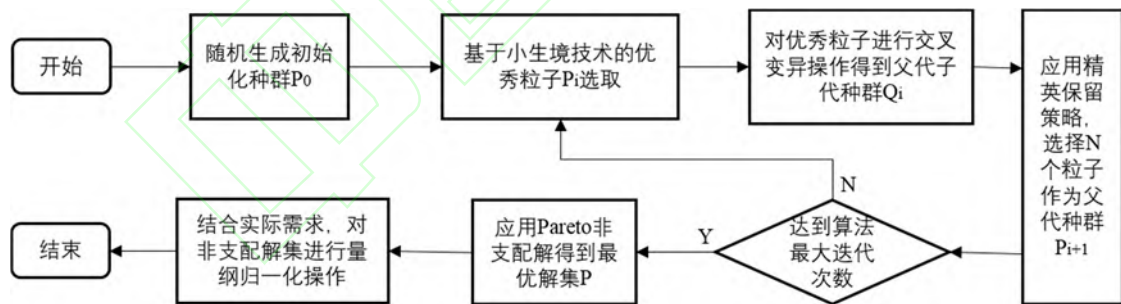 开始
随机生成初始
化种群P₀
基于小生境技术的优
秀粒子Pᵢ选取
对优秀粒子进行交叉
变异操作得到父代子
代种群Qᵢ
应用精
英保留
策略,
选择N
个粒子
作为父
代种群
Pᵢ₊₁
N
达到算法
最大迭代
次数
Y
应用Pareto非
支配解得到最
优解集P
结合实际需求，对
非支配解集进行量
纲归一化操作
结束